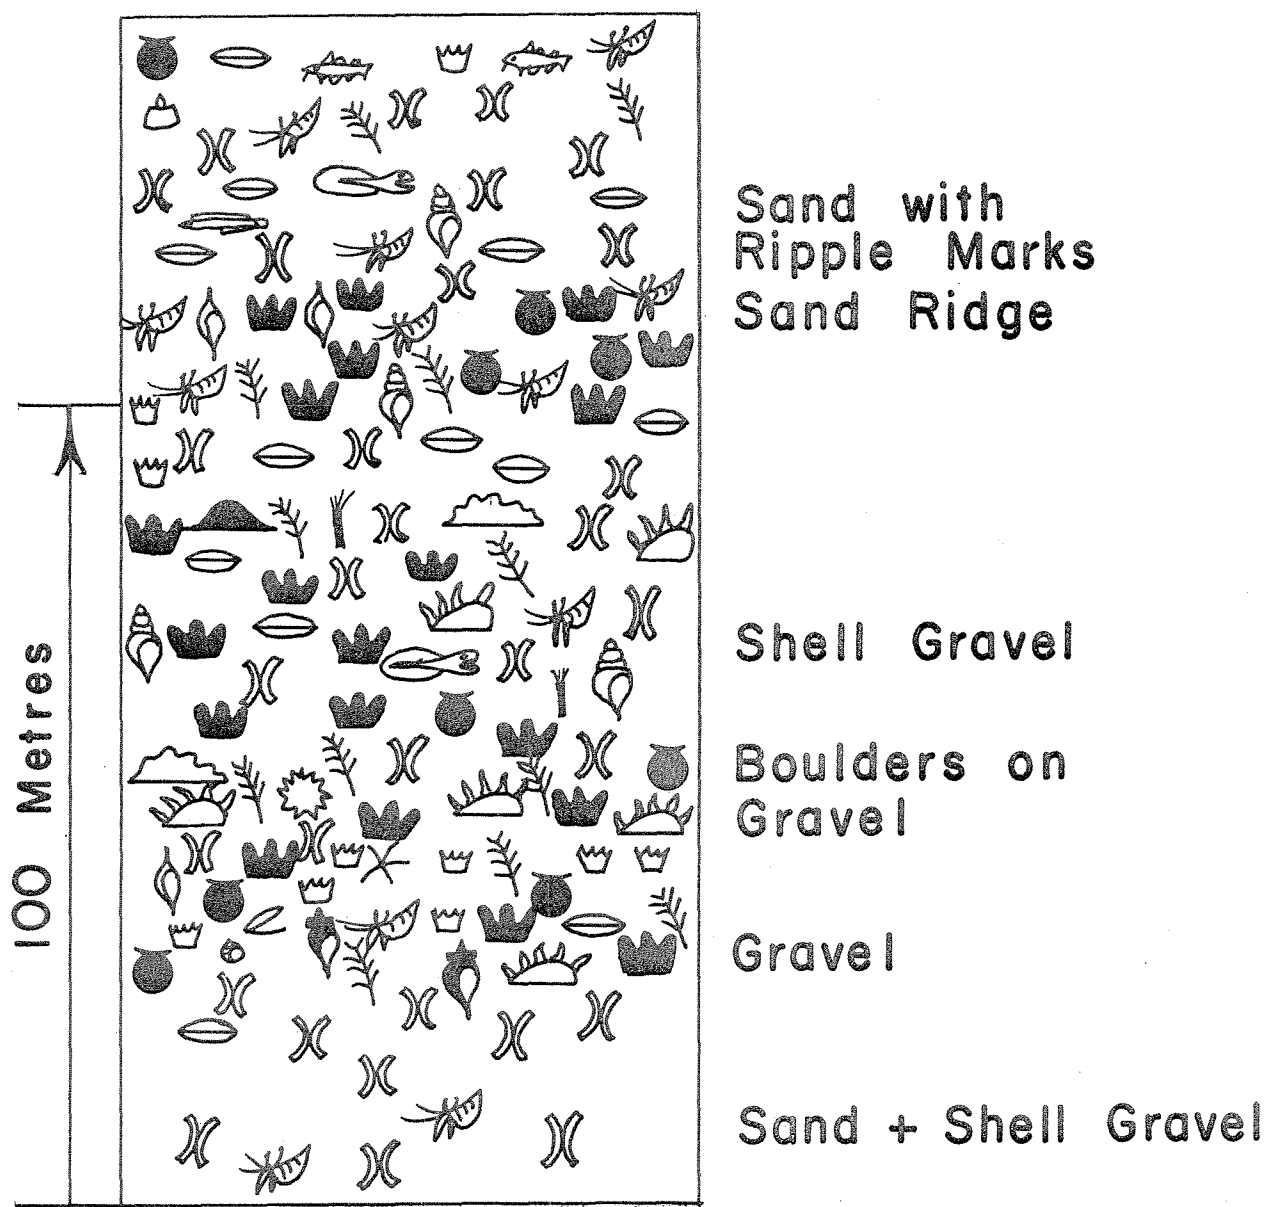 Sand with
Ripple Marks
Sand Ridge
Shell Gravel
Boulders on
Gravel
Gravel
Sand + Shell Gravel
100 Metres